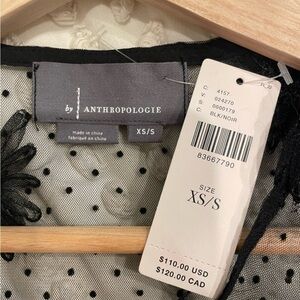 by ANTHROPOLOGIE
made in china
fabriqué en chine
XS/S
C: 4157
V: 024270
S: 0000179
C: BLK/NOIR
83667790
SIZE
XS/S
$110.00 USD
$120.00 CAD